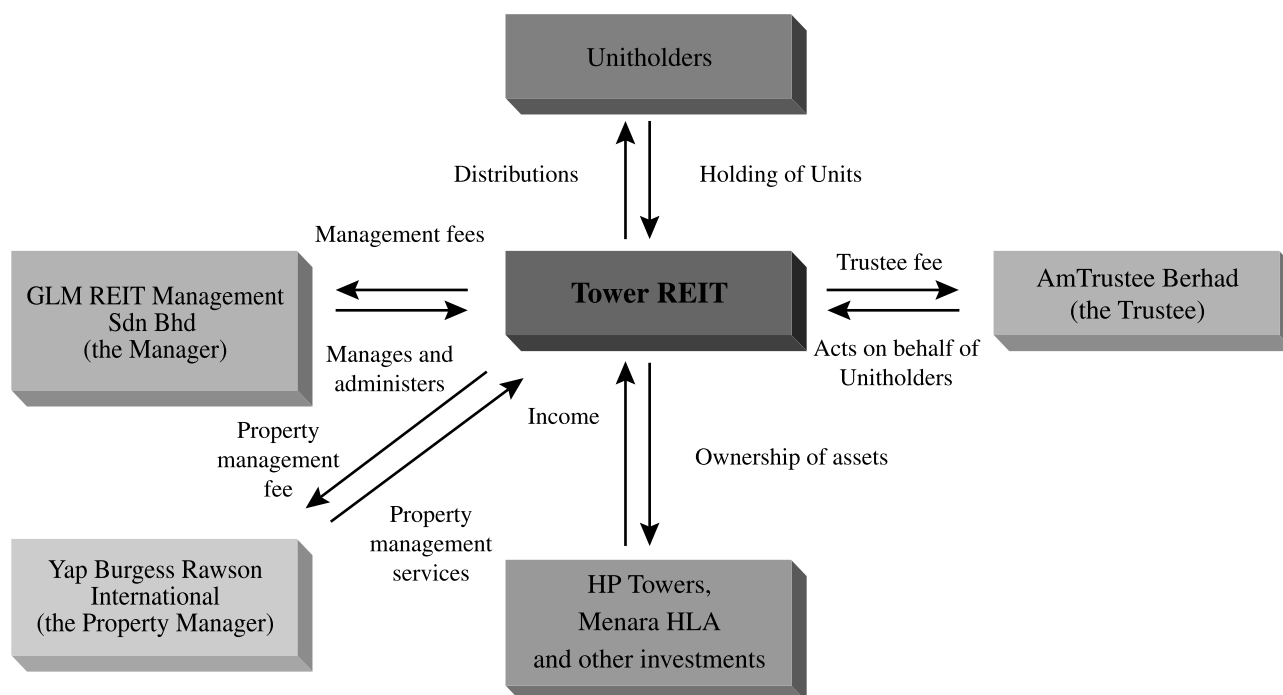 Unitholders
Distributions
Holding of Units
Management fees
GLM REIT Management
Sdn Bhd
(the Manager)
Tower REIT
Trustee fee
AmTrustee Berhad
(the Trustee)
Manages and
administers
Acts on behalf of
Unitholders
Property
management
fee
Income
Ownership of assets
Property
management
services
Yap Burgess Rawson
International
(the Property Manager)
HP Towers,
Menara HLA
and other investments